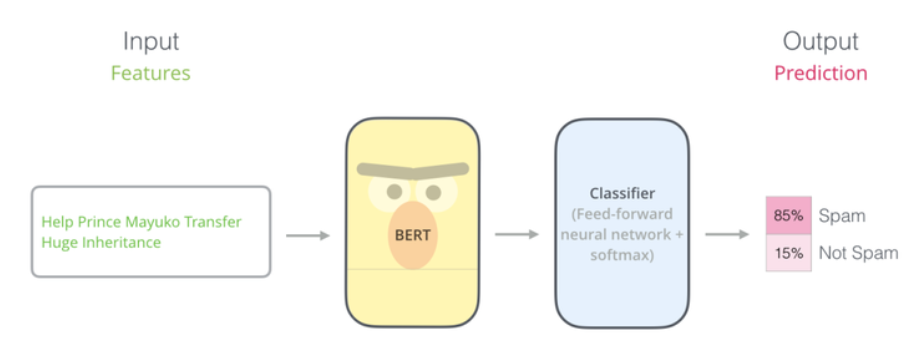 Input
Features
Output
Prediction
Help Prince Mayuko Transfer
Huge Inheritance
BERT
Classifier
(Feed-forward
neural network +
softmax)
85% Spam
15% Not Spam